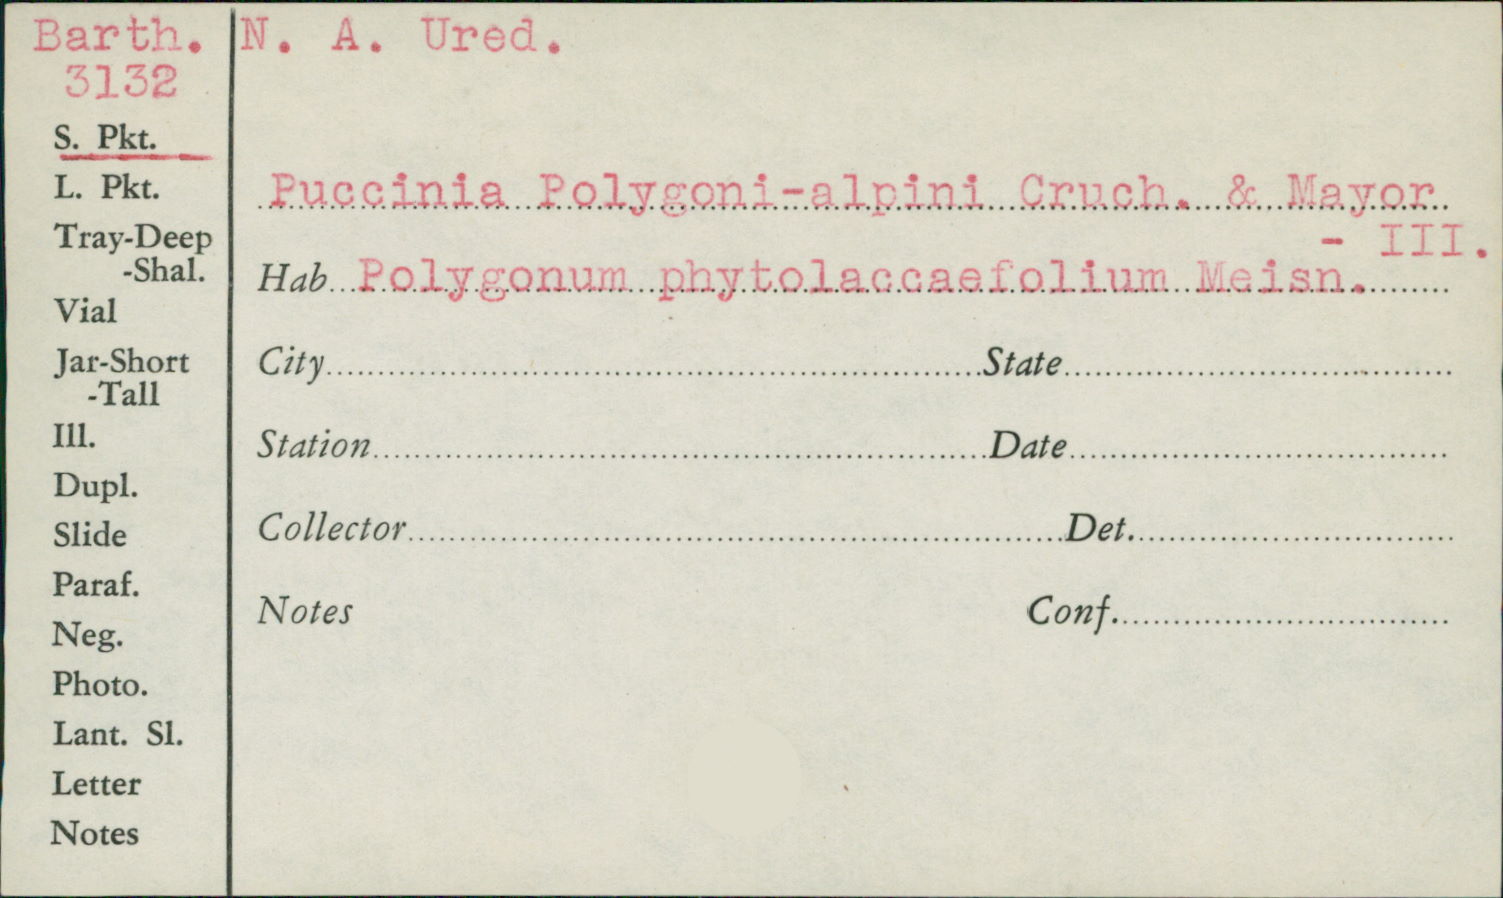 Barth.
3132
N. A. Ured.
S. Pkt.
L. Pkt.
Tray-Deep
-Shal.
Vial
Jar-Short
-Tall
Ill.
Dupl.
Slide
Paraf.
Neg.
Photo.
Lant. Sl.
Letter
Notes
Puccinia Polygoni-alpini Cruch. & Mayor
- III.
Hab Polygonum phytolaccaefolium Meisn.
City State
Station Date
Collector Det.
Notes Conf.